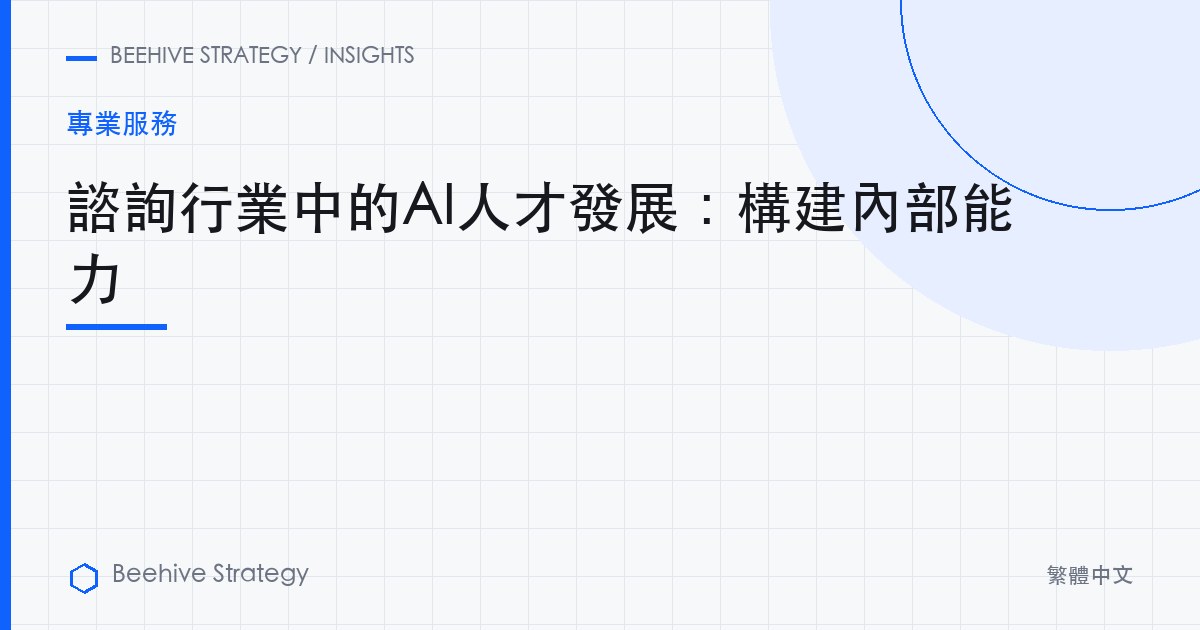 BEEHIVE STRATEGY / INSIGHTS
專業服務
諮詢行業中的AI人才發展：構建內部能
力
Beehive Strategy
繁體中文